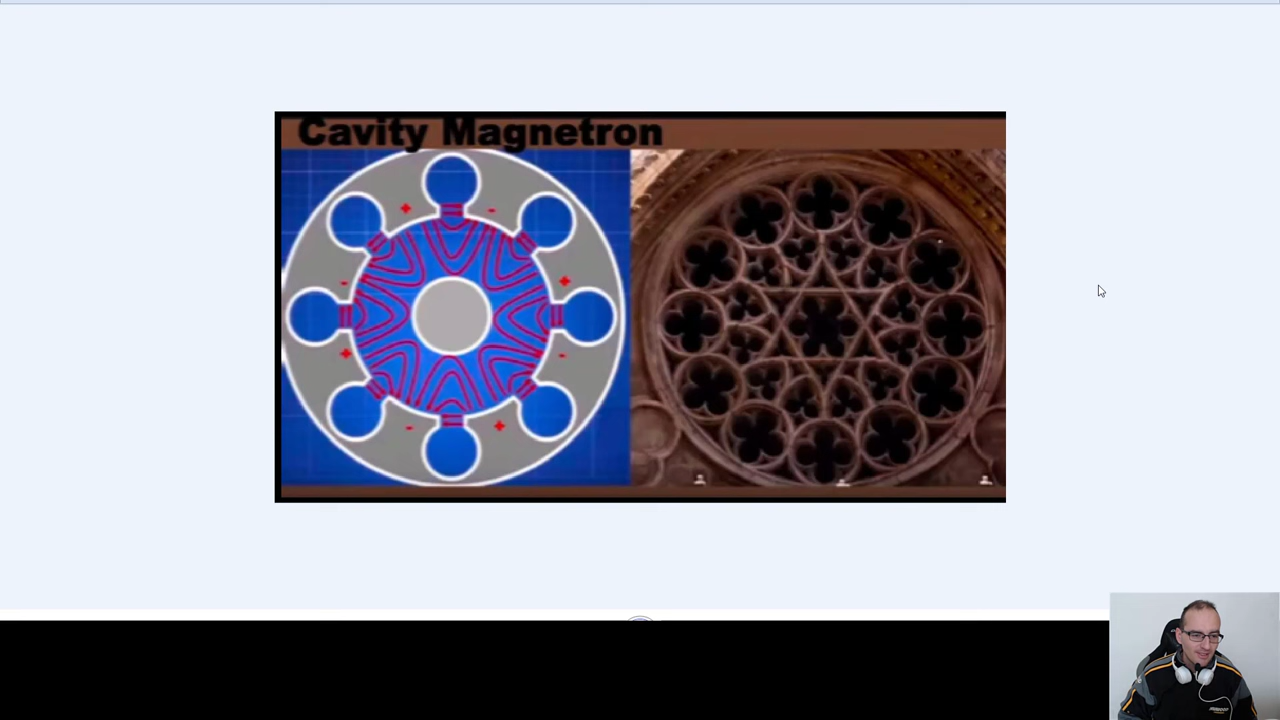 Cavity Magnetron
+ -
- +
+ -
- +